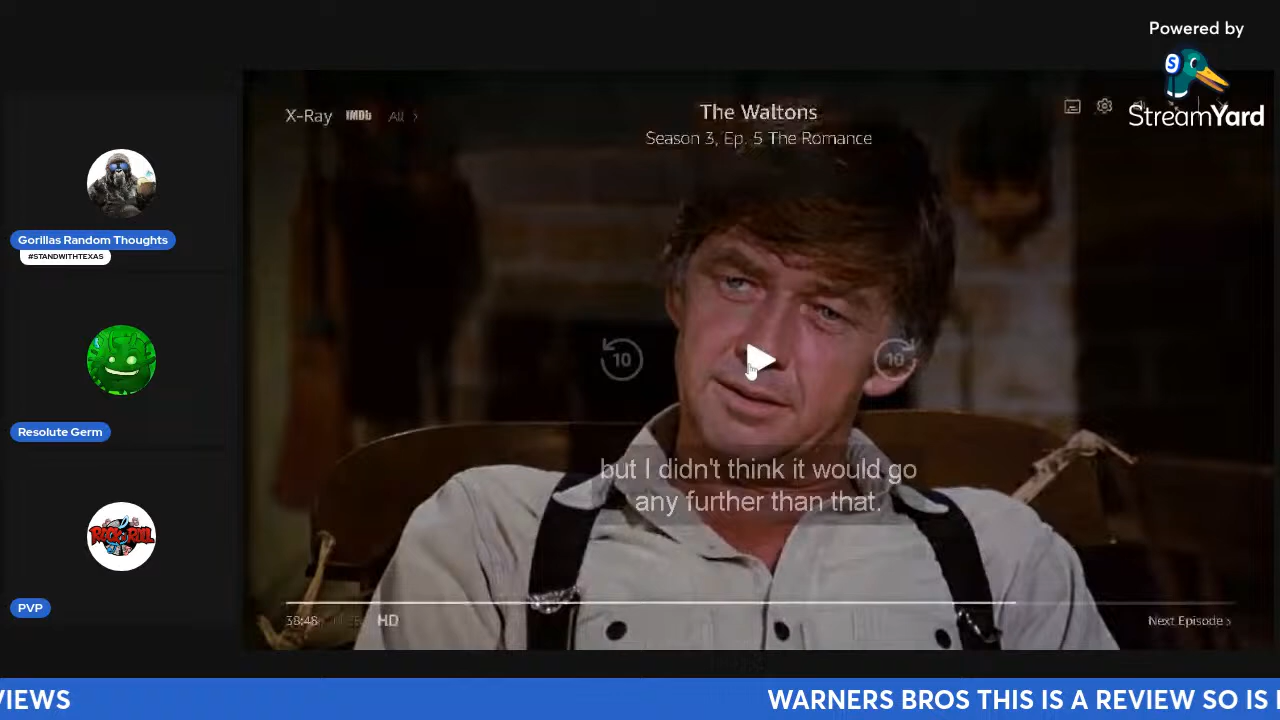 Powered by
StreamYard
X-Ray IMDb All
The Waltons
Season 3, Ep. 5 The Romance
10
10
Gorillas Random Thoughts
#STANDWITHTEXAS
Resolute Germ
but I didn't think it would go
any further than that.
PVP
38:48
HD
Next Episode
VIEWS
WARNERS BROS THIS IS A REVIEW SO IS